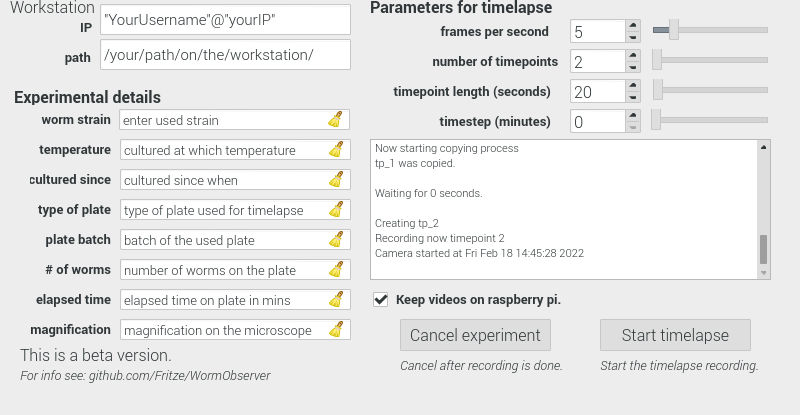 Workstation
IP "YourUsername"@"yourIP"
path /your/path/on/the/workstation/
Experimental details
worm strain enter used strain
temperature cultured at which temperature
cultured since cultured since when
type of plate type of plate used for timelapse
plate batch batch of the used plate
# of worms number of worms on the plate
elapsed time elapsed time on plate in mins
magnification magnification on the microscope
This is a beta version.
For info see: github.com/Fritze/WormObserver
Parameters for timelapse
frames per second 5
number of timepoints 2
timepoint length (seconds) 20
timestep (minutes) 0
Now starting copying process
tp_1 was copied.
Waiting for 0 seconds.
Creating tp_2
Recording now timepoint 2
Camera started at Fri Feb 18 14:45:28 2022
Keep videos on raspberry pi.
Cancel experiment Start timelapse
Cancel after recording is done. Start the timelapse recording.